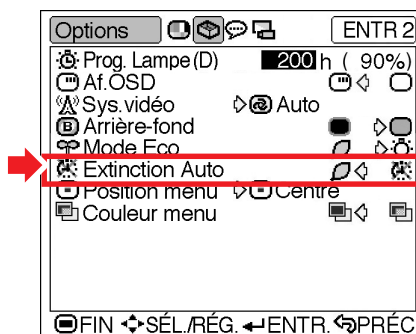 Options ENTR 2
Prog. Lampe (D) 200 h ( 90%)
Af.OSD
Sys.vidéo Auto
B Arrière-fond
Mode Eco
Extinction Auto
Position menu Centre
Couleur menu
FIN SÉL./RÉG. ENTR. PRÉC